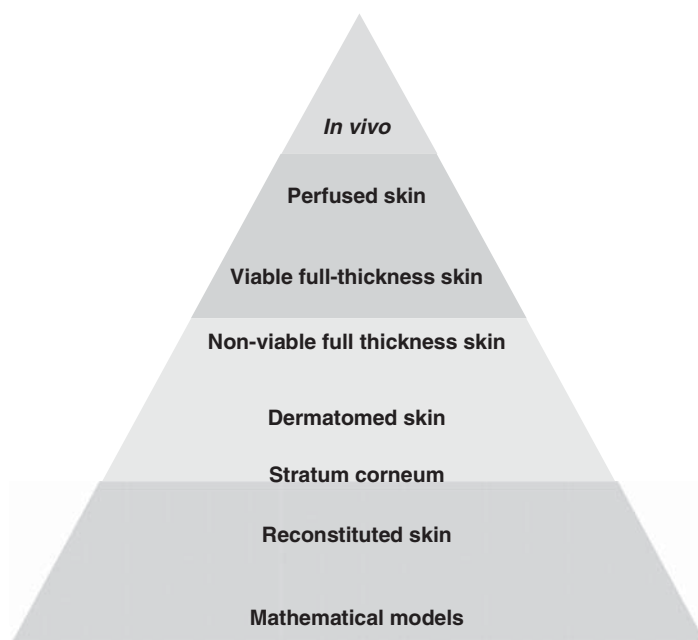 In vivo
Perfused skin
Viable full-thickness skin
Non-viable full thickness skin
Dermatomed skin
Stratum corneum
Reconstituted skin
Mathematical models